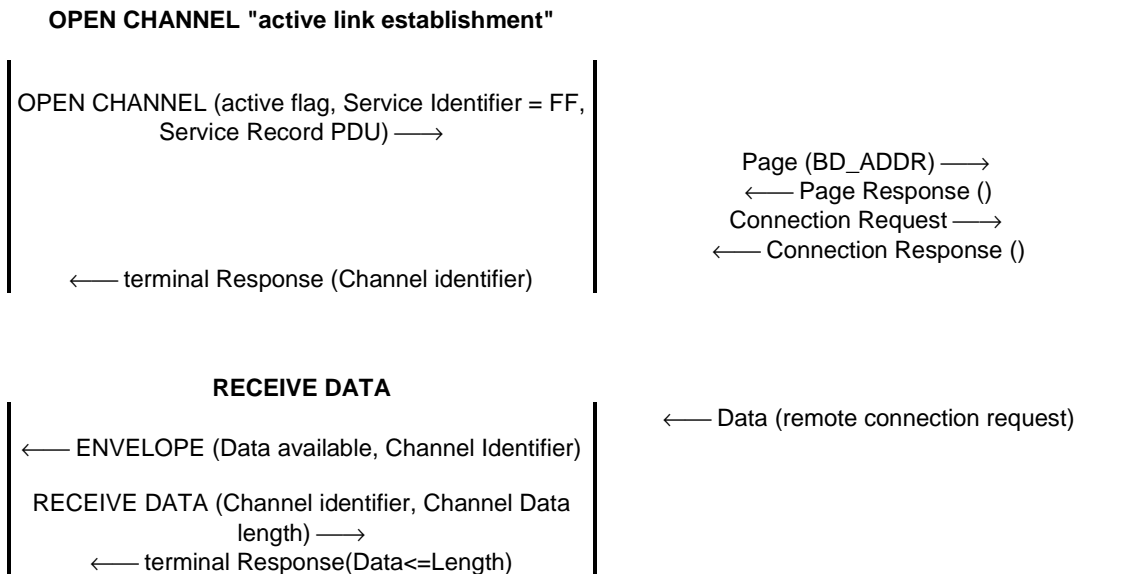 OPEN CHANNEL "active link establishment"
OPEN CHANNEL (active flag, Service Identifier = FF,
Service Record PDU) ⟶
Page (BD_ADDR) ⟶
⟵ Page Response ()
Connection Request ⟶
⟵ Connection Response ()
⟵ terminal Response (Channel identifier)
RECEIVE DATA
⟵ Data (remote connection request)
⟵ ENVELOPE (Data available, Channel Identifier)
RECEIVE DATA (Channel identifier, Channel Data
length) ⟶
⟵ terminal Response(Data<=Length)